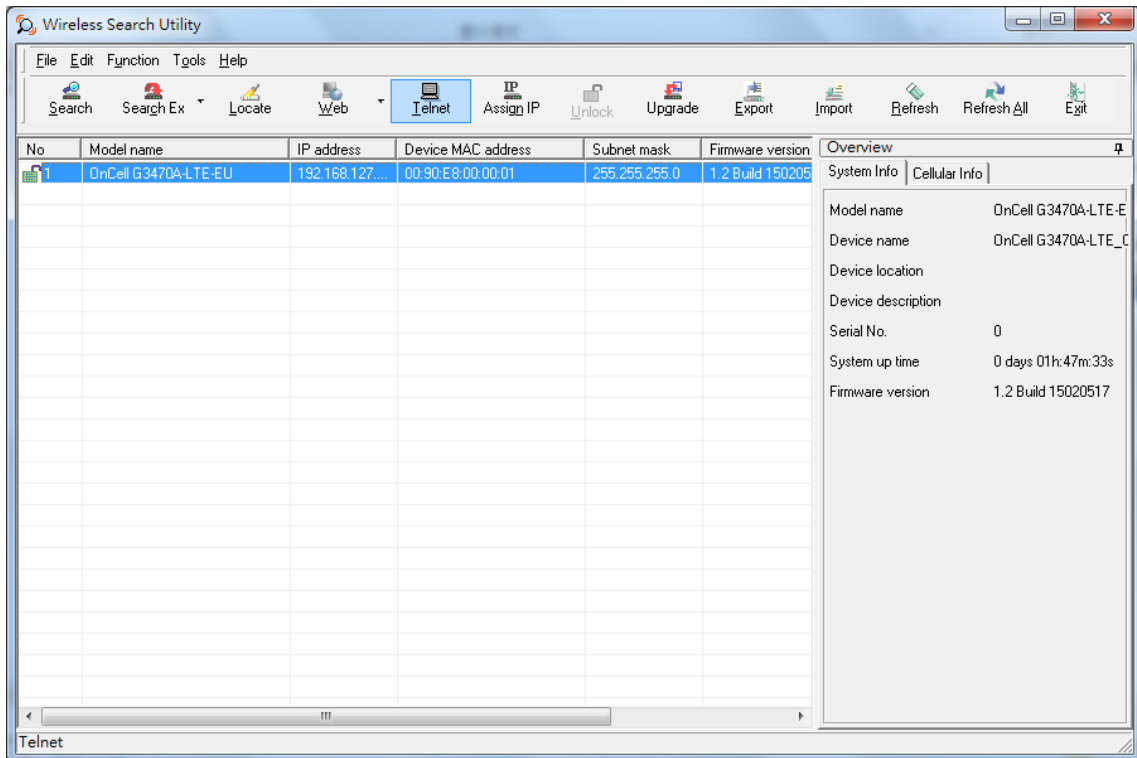 Wireless Search Utility
File Edit Function Tools Help
Search Search Ex Locate Web Telnet Assign IP Unlock Upgrade Export Import Refresh Refresh All Exit
No Model name IP address Device MAC address Subnet mask Firmware version
1 OnCell G3470A-LTE-EU 192.168.127.... 00:90:E8:00:00:01 255.255.255.0 1.2 Build 150205
Overview
System Info Cellular Info
Model name OnCell G3470A-LTE-E
Device name OnCell G3470A-LTE_0
Device location
Device description
Serial No. 0
System up time 0 days 01h:47m:33s
Firmware version 1.2 Build 15020517
Telnet